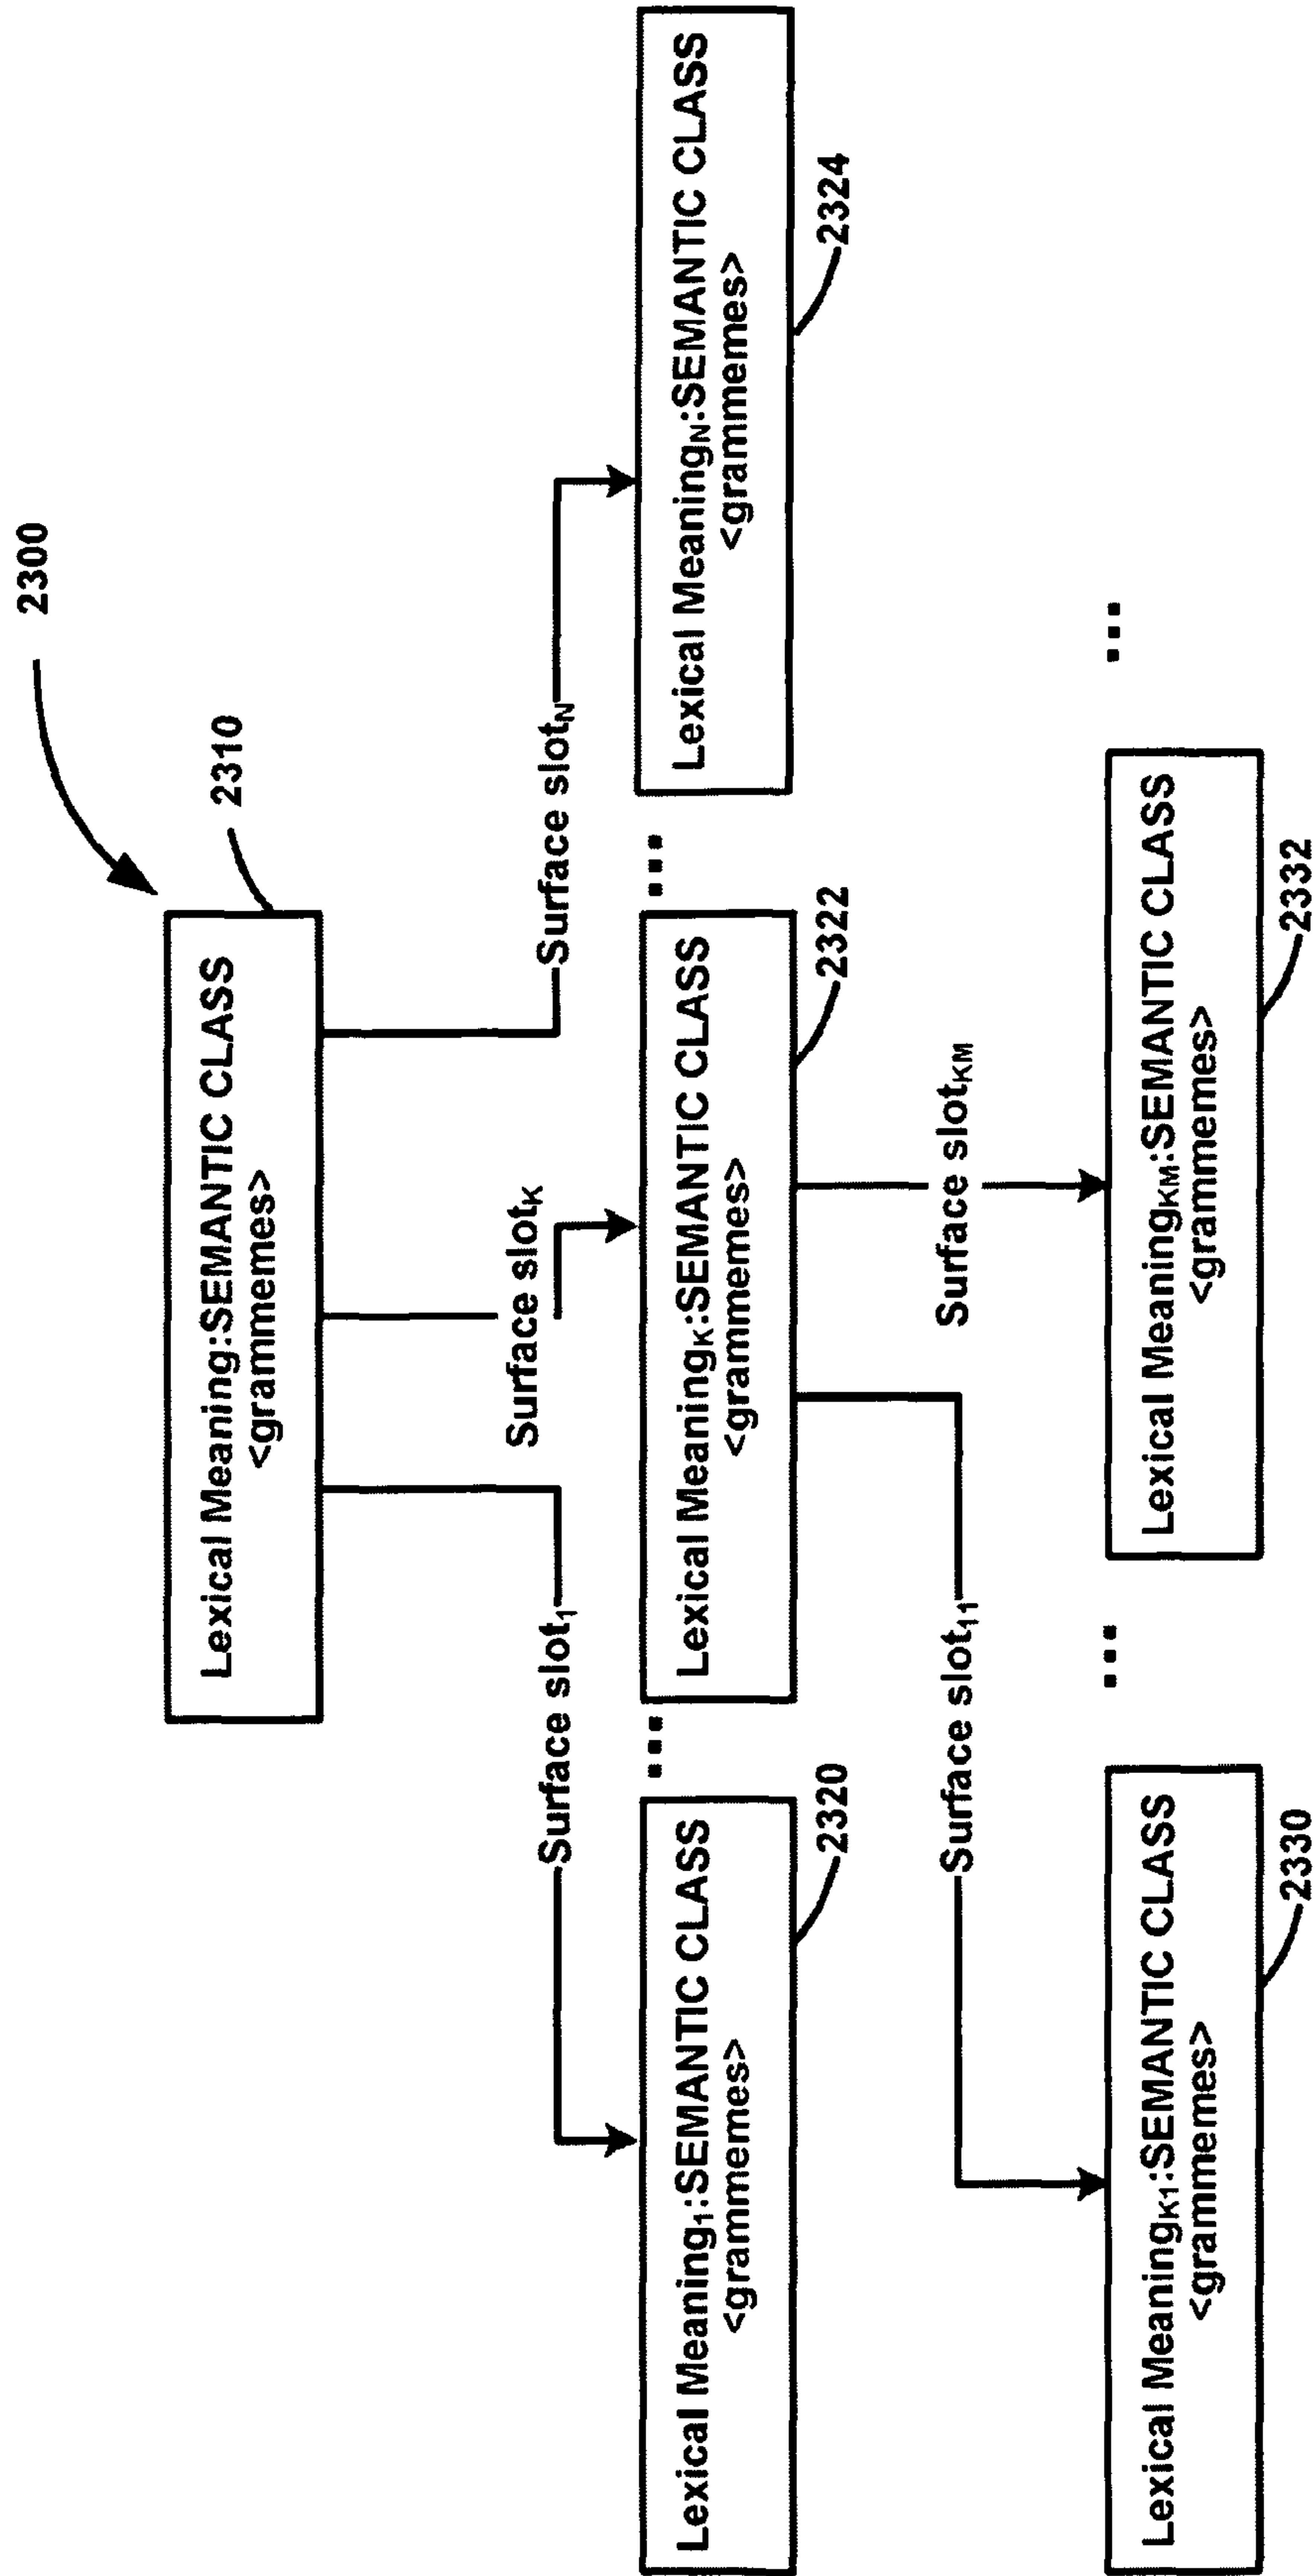 2300
2310
Lexical Meaning:SEMANTIC CLASS
<grammemes>
Surface slot1
Surface slotK
Surface slotN
Lexical Meaning1:SEMANTIC CLASS
<grammemes>
2320
...
Lexical MeaningK:SEMANTIC CLASS
<grammemes>
2322
...
Lexical MeaningN:SEMANTIC CLASS
<grammemes>
2324
Surface slot11
Surface slotKM
Lexical MeaningK1:SEMANTIC CLASS
<grammemes>
2330
...
Lexical MeaningKM:SEMANTIC CLASS
<grammemes>
2332
...